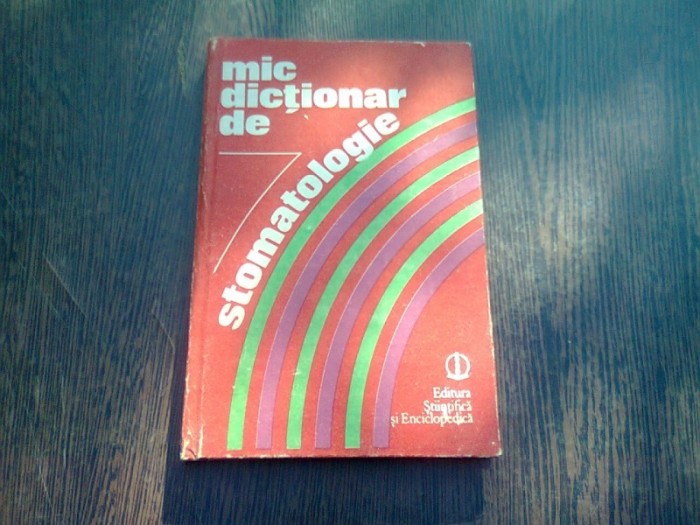 mic
dicționar
de
stomatologie
Editura
Științifică
și Enciclopedică